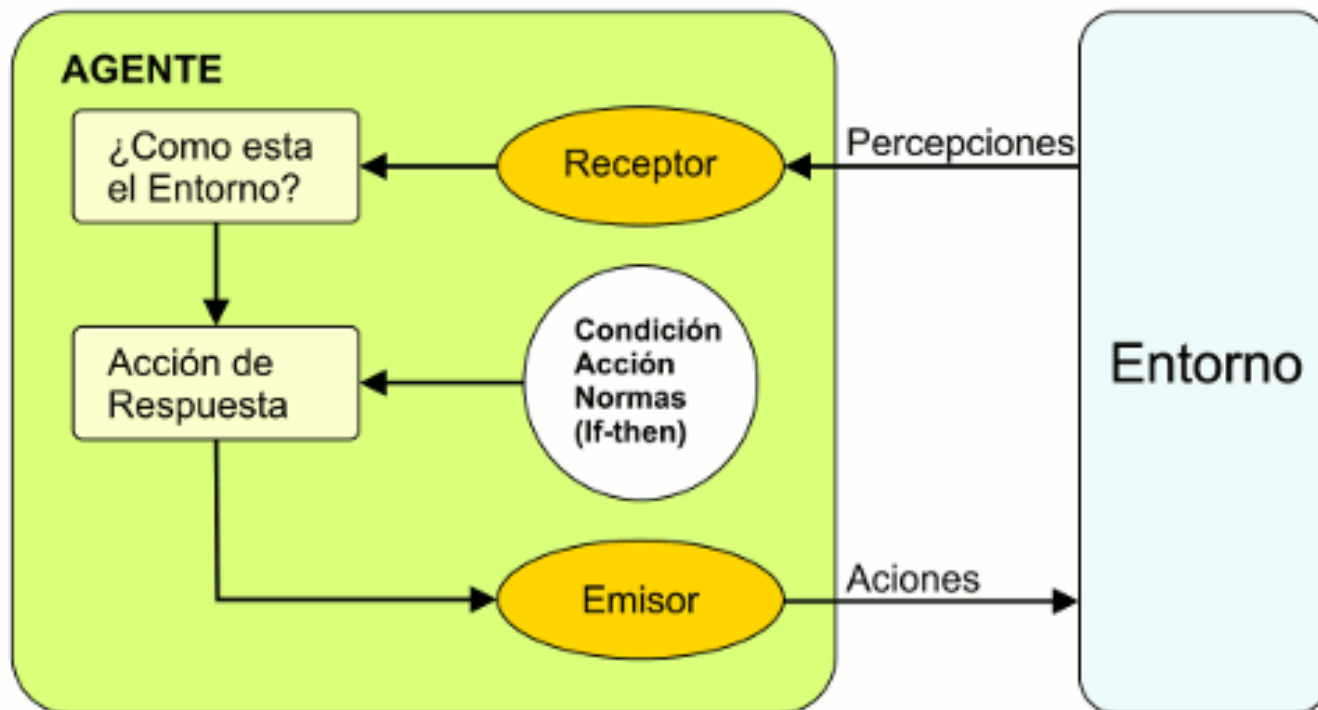 AGENTE
¿Como esta
el Entorno?
Receptor
Percepciones
Acción de
Respuesta
Condición
Acción
Normas
(If-then)
Entorno
Emisor
Aciones